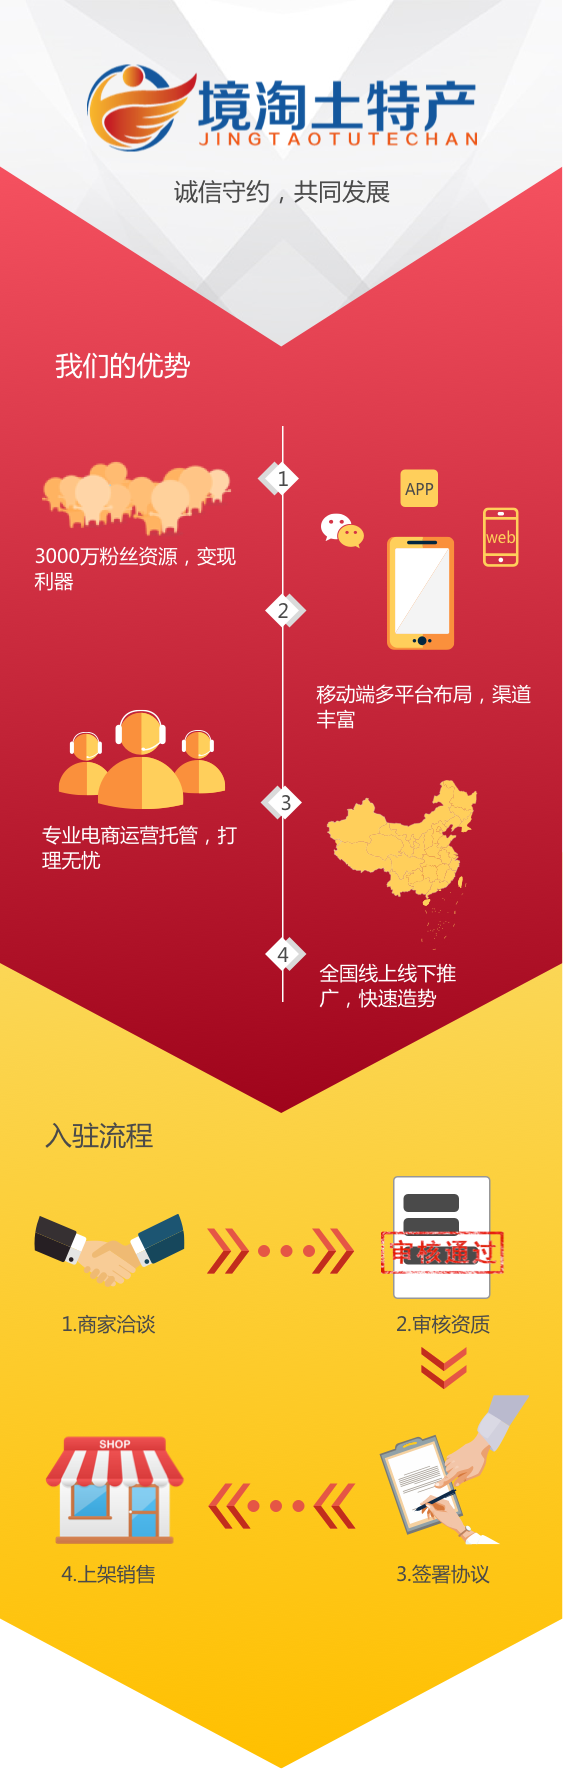 境淘土特产
JINGTAOTUTECHAN
诚信守约，共同发展
我们的优势
1
3000万粉丝资源，变现
利器
APP
web
2
移动端多平台布局，渠道
丰富
3
专业电商运营托管，打
理无忧
4
全国线上线下推
广，快速造势
入驻流程
审核通过
1.商家洽谈
2.审核资质
SHOP
4.上架销售
3.签署协议